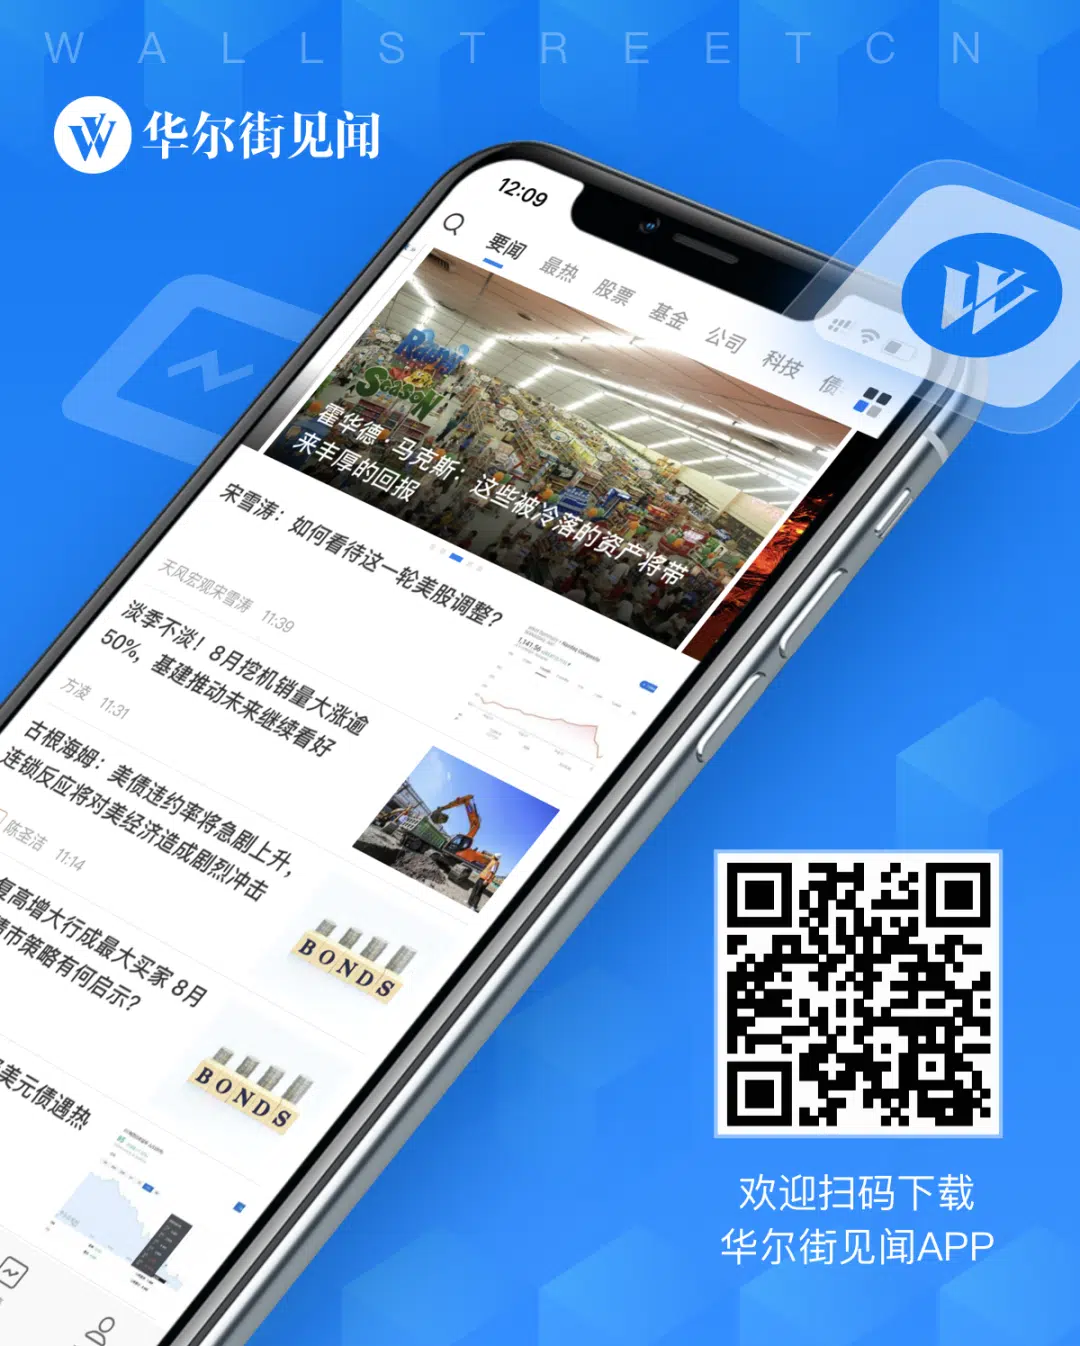 WALLSTREETCN
华尔街见闻
12:09
要闻 最热 股票 基金 公司 科技 债
霍华德·马克斯：这些被冷落的资产将带
来丰厚的回报
宋雪涛：如何看待这一轮美股调整？
天风宏观宋雪涛 11:39
1,141.56
淡季不淡！8月挖机销量大涨逾
50%，基建推动未来继续看好
方凌 11:31
古根海姆：美债违约率将急剧上升，
连锁反应将对美经济造成剧烈冲击
陈圣洁 11:14
BONDS
复高增大行成最大买家 8月
债市策略有何启示？
BONDS
美元债遇热
欢迎扫码下载
华尔街见闻APP